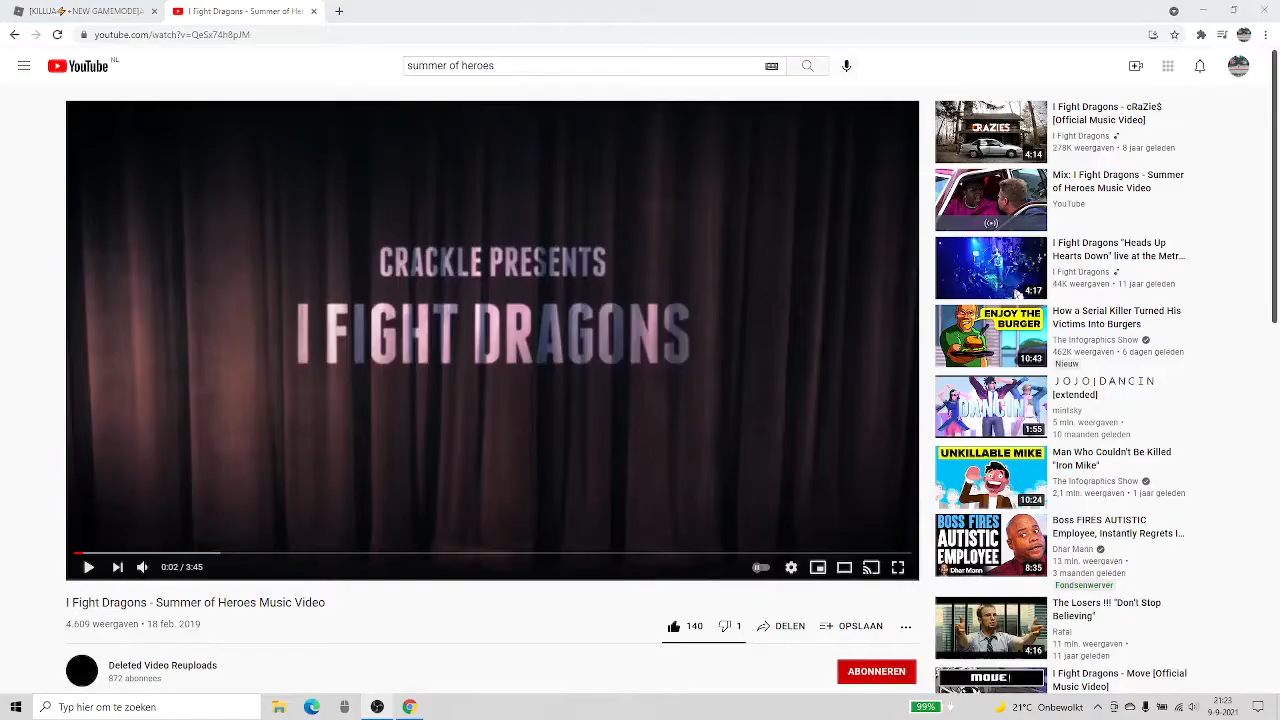 [KILLUA⚡+NEW GAMEMODE]A
I Fight Dragons - Summer of Her
youtube.com/watch?v=QeSx74h8pJM
YouTube NL
summer of heroes
CRACKLE PRESENTS
FIGHT DRAGONS
0:02 / 3:45
I Fight Dragons - Summer of Heroes Music Video
4.609 weergaven • 18 feb. 2019
140
1
DELEN
OPSLAAN
Deleted Video Reuploads
872 abonnees
ABONNEREN
CRAZIES
4:14
I Fight Dragons - cRaZie$
[Official Music Video]
I Fight Dragons
278K weergaven • 8 jaar geleden
Mix: I Fight Dragons - Summer
of Heroes Music Video
YouTube
4:17
I Fight Dragons "Heads Up
Hearts Down" live at the Metr...
I Fight Dragons
44K weergaven • 11 jaar geleden
ENJOY THE
BURGER
10:43
How a Serial Killer Turned His
Victims Into Burgers
The Infographics Show
462K weergaven • 6 dagen geleden
Nieuw
DANCIN
1:55
J O J O | D A N C I N
[extended]
mintsky
5 mln. weergaven •
10 maanden geleden
UNKILLABLE MIKE
10:24
Man Who Couldn't Be Killed
"Iron Mike"
The Infographics Show
2,1 mln. weergaven • 1 jaar geleden
BOSS FIRES
AUTISTIC
EMPLOYEE
Dhar Mann
8:35
Boss FIRES AUTISTIC
Employee, Instantly Regrets I...
Dhar Mann
13 mln. weergaven •
3 maanden geleden
Fondsenwerver
4:16
The Losers !!! "Don't Stop
Believing"
Rafal
11 mln. weergaven •
11 jaar geleden
MOVE
I Fight Dragons - Move [Official
Music Video]
Typ hier om te zoeken
99%
21°C Onbewolkt
21:23
9-9-2021